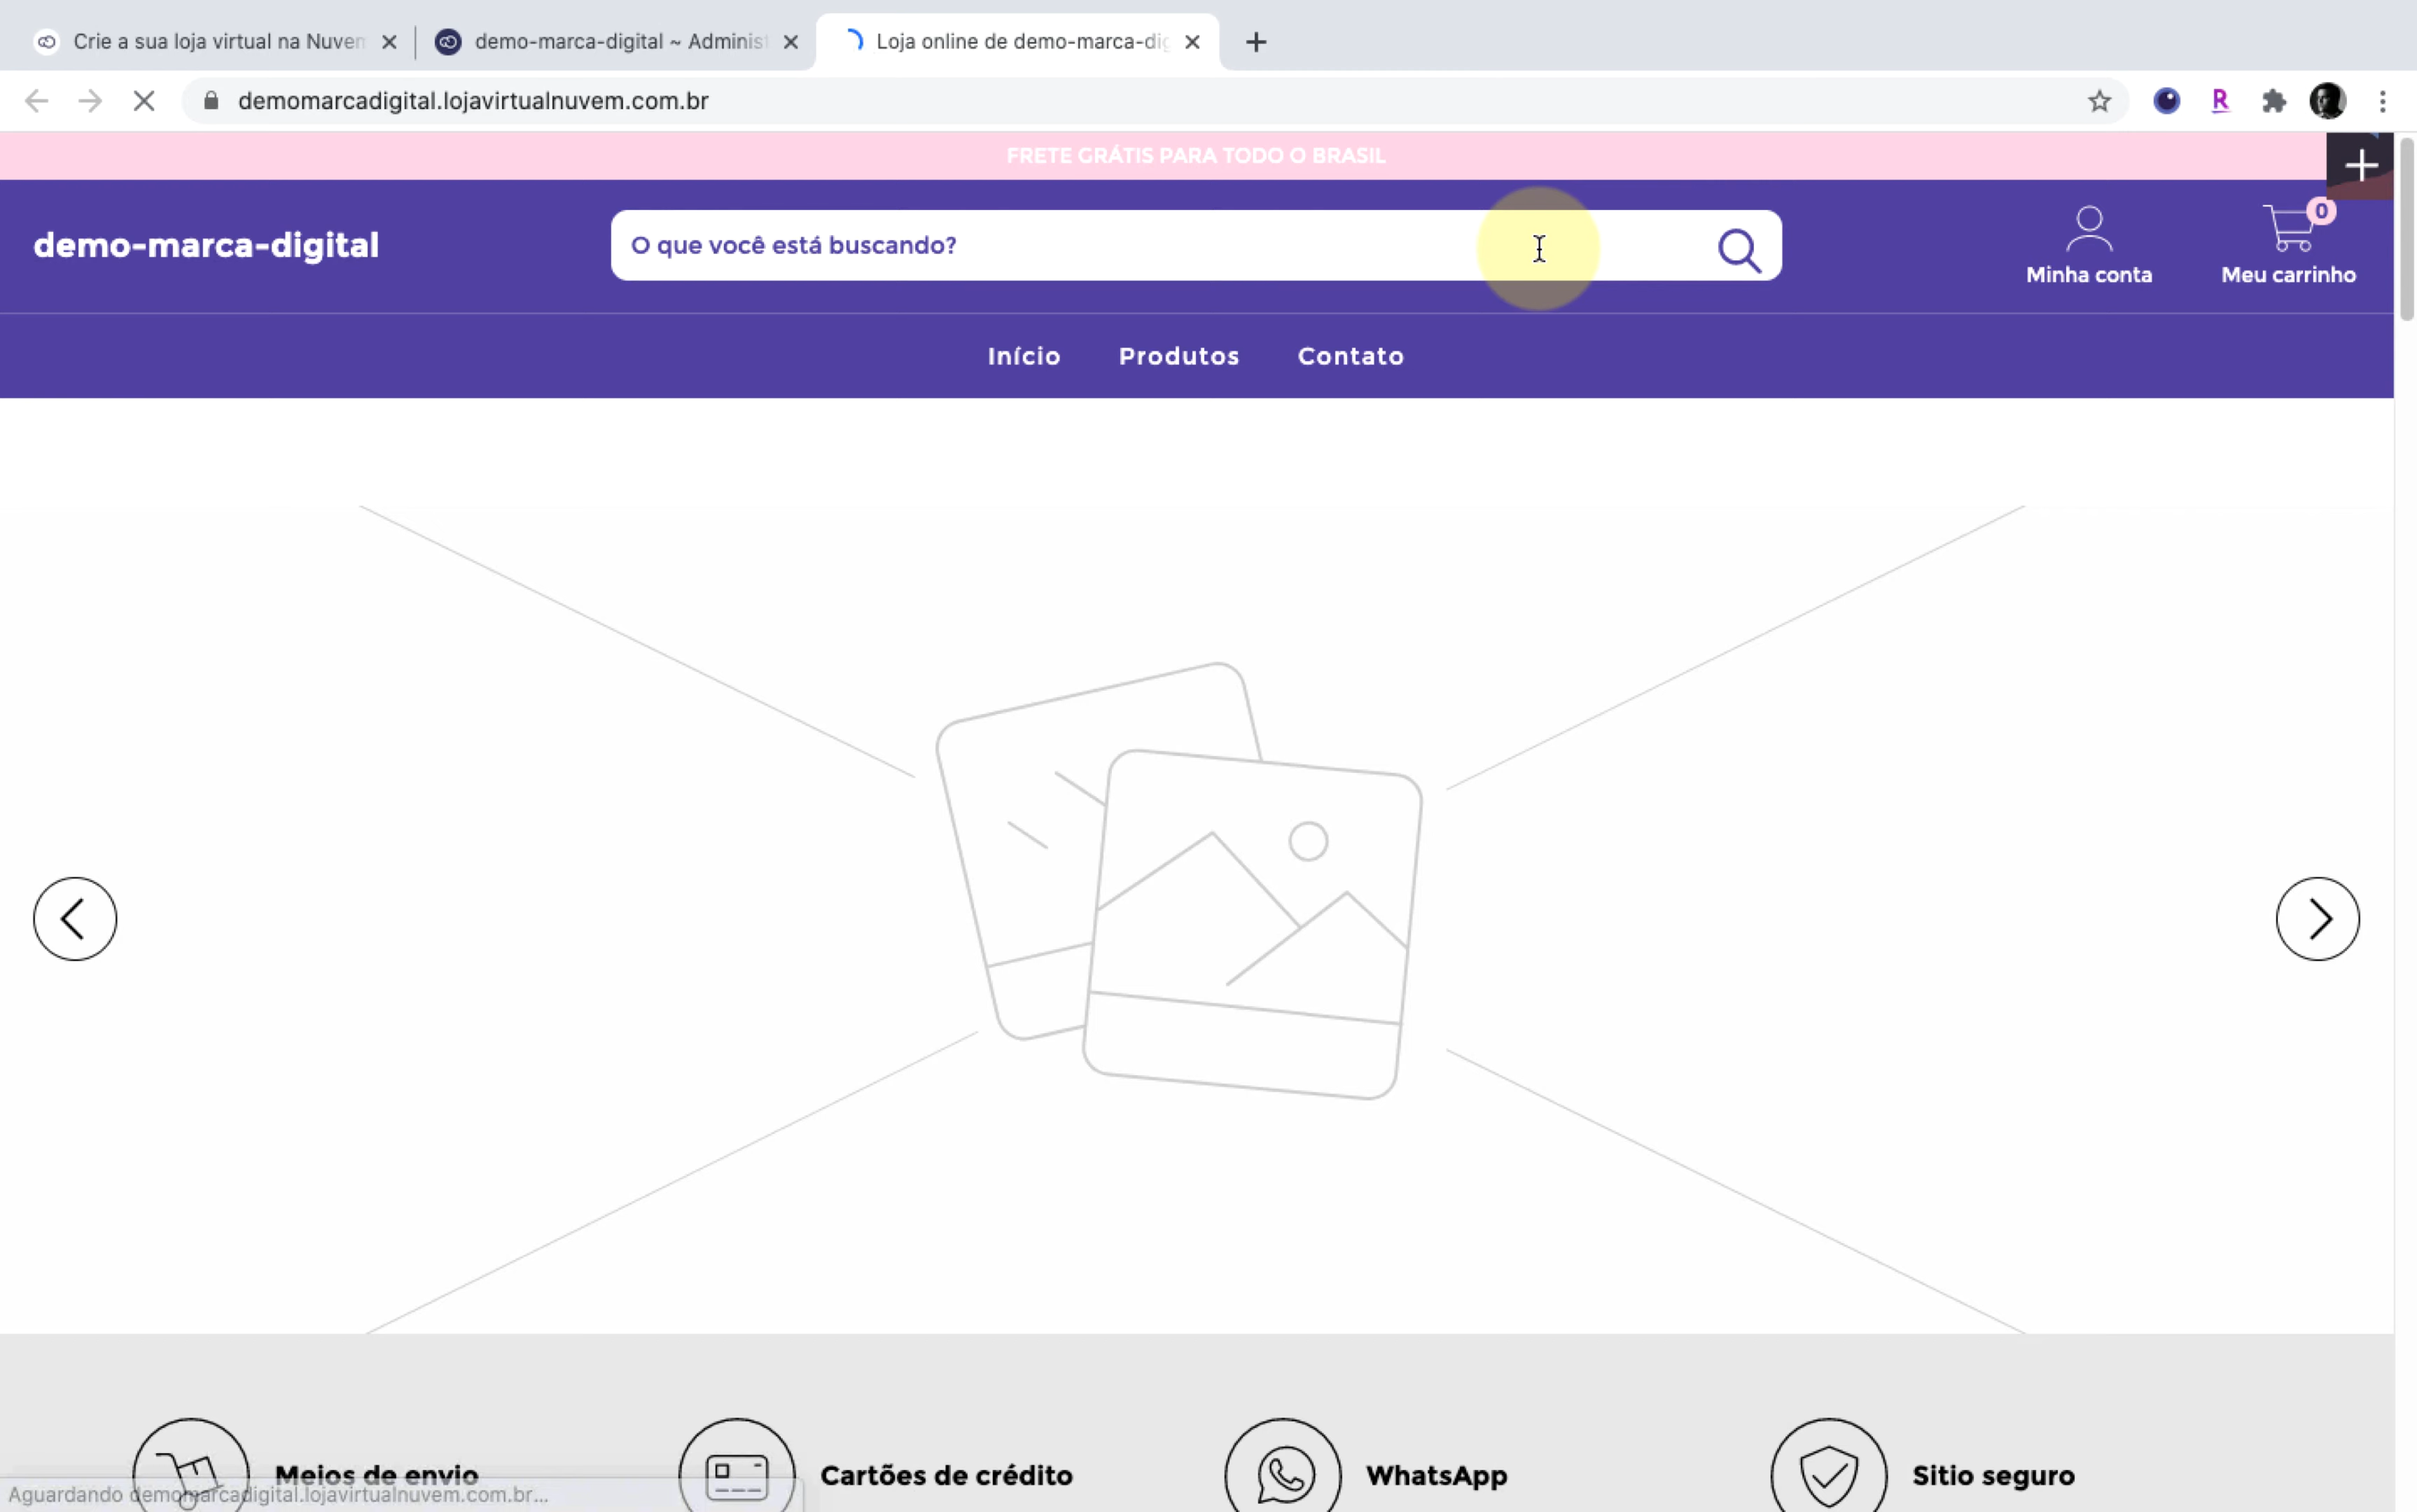 Crie a sua loja virtual na Nuven
demo-marca-digital ~ Adminis
Loja online de demo-marca-dig
demomarcadigital.lojavirtualnuvem.com.br
R
FRETE GRÁTIS PARA TODO O BRASIL
demo-marca-digital
O que você está buscando?
0
Minha conta
Meu carrinho
Início Produtos Contato
Meios de envio
Cartões de crédito
WhatsApp
Sitio seguro
Aguardando demomarcadigital.lojavirtualnuvem.com.br...